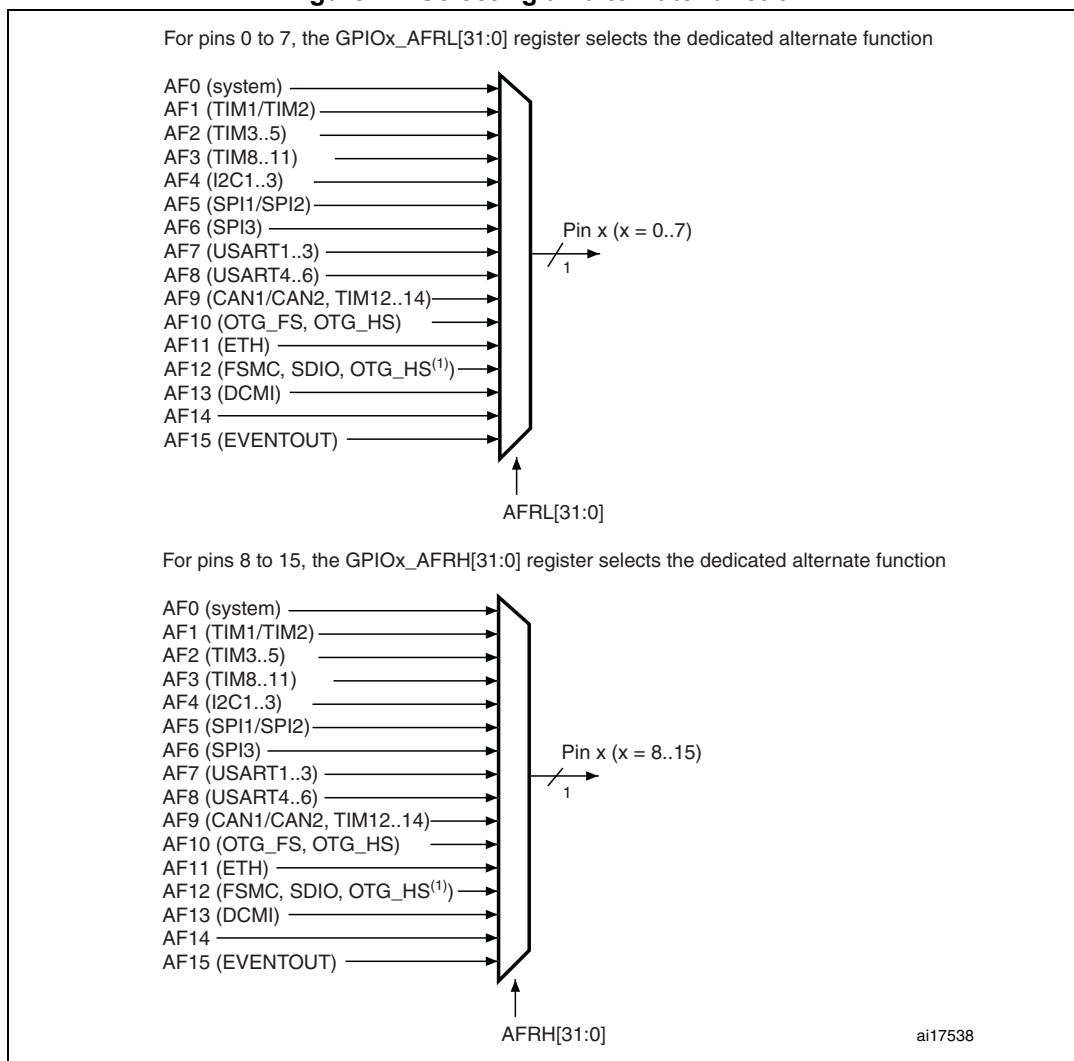 For pins 0 to 7, the GPIOx_AFRL[31:0] register selects the dedicated alternate function
AF0 (system)
AF1 (TIM1/TIM2)
AF2 (TIM3..5)
AF3 (TIM8..11)
AF4 (I2C1..3)
AF5 (SPI1/SPI2)
AF6 (SPI3)
AF7 (USART1..3)
AF8 (USART4..6)
AF9 (CAN1/CAN2, TIM12..14)
AF10 (OTG_FS, OTG_HS)
AF11 (ETH)
AF12 (FSMC, SDIO, OTG_HS(1))
AF13 (DCMI)
AF14
AF15 (EVENTOUT)
Pin x (x = 0..7)
1
AFRL[31:0]
For pins 8 to 15, the GPIOx_AFRH[31:0] register selects the dedicated alternate function
AF0 (system)
AF1 (TIM1/TIM2)
AF2 (TIM3..5)
AF3 (TIM8..11)
AF4 (I2C1..3)
AF5 (SPI1/SPI2)
AF6 (SPI3)
AF7 (USART1..3)
AF8 (USART4..6)
AF9 (CAN1/CAN2, TIM12..14)
AF10 (OTG_FS, OTG_HS)
AF11 (ETH)
AF12 (FSMC, SDIO, OTG_HS(1))
AF13 (DCMI)
AF14
AF15 (EVENTOUT)
Pin x (x = 8..15)
1
AFRH[31:0]
ai17538